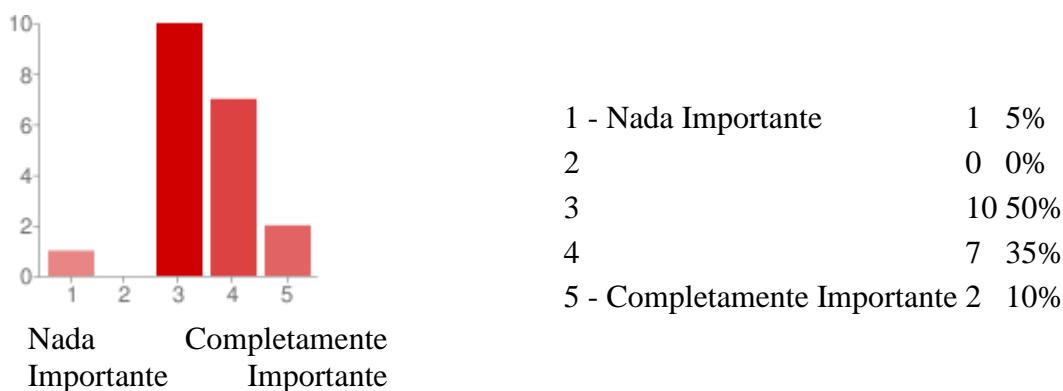 10
8
6
4
2
0
1 2 3 4 5
Nada Completamente
Importante Importante
1 - Nada Importante 1 5%
2 0 0%
3 10 50%
4 7 35%
5 - Completamente Importante 2 10%